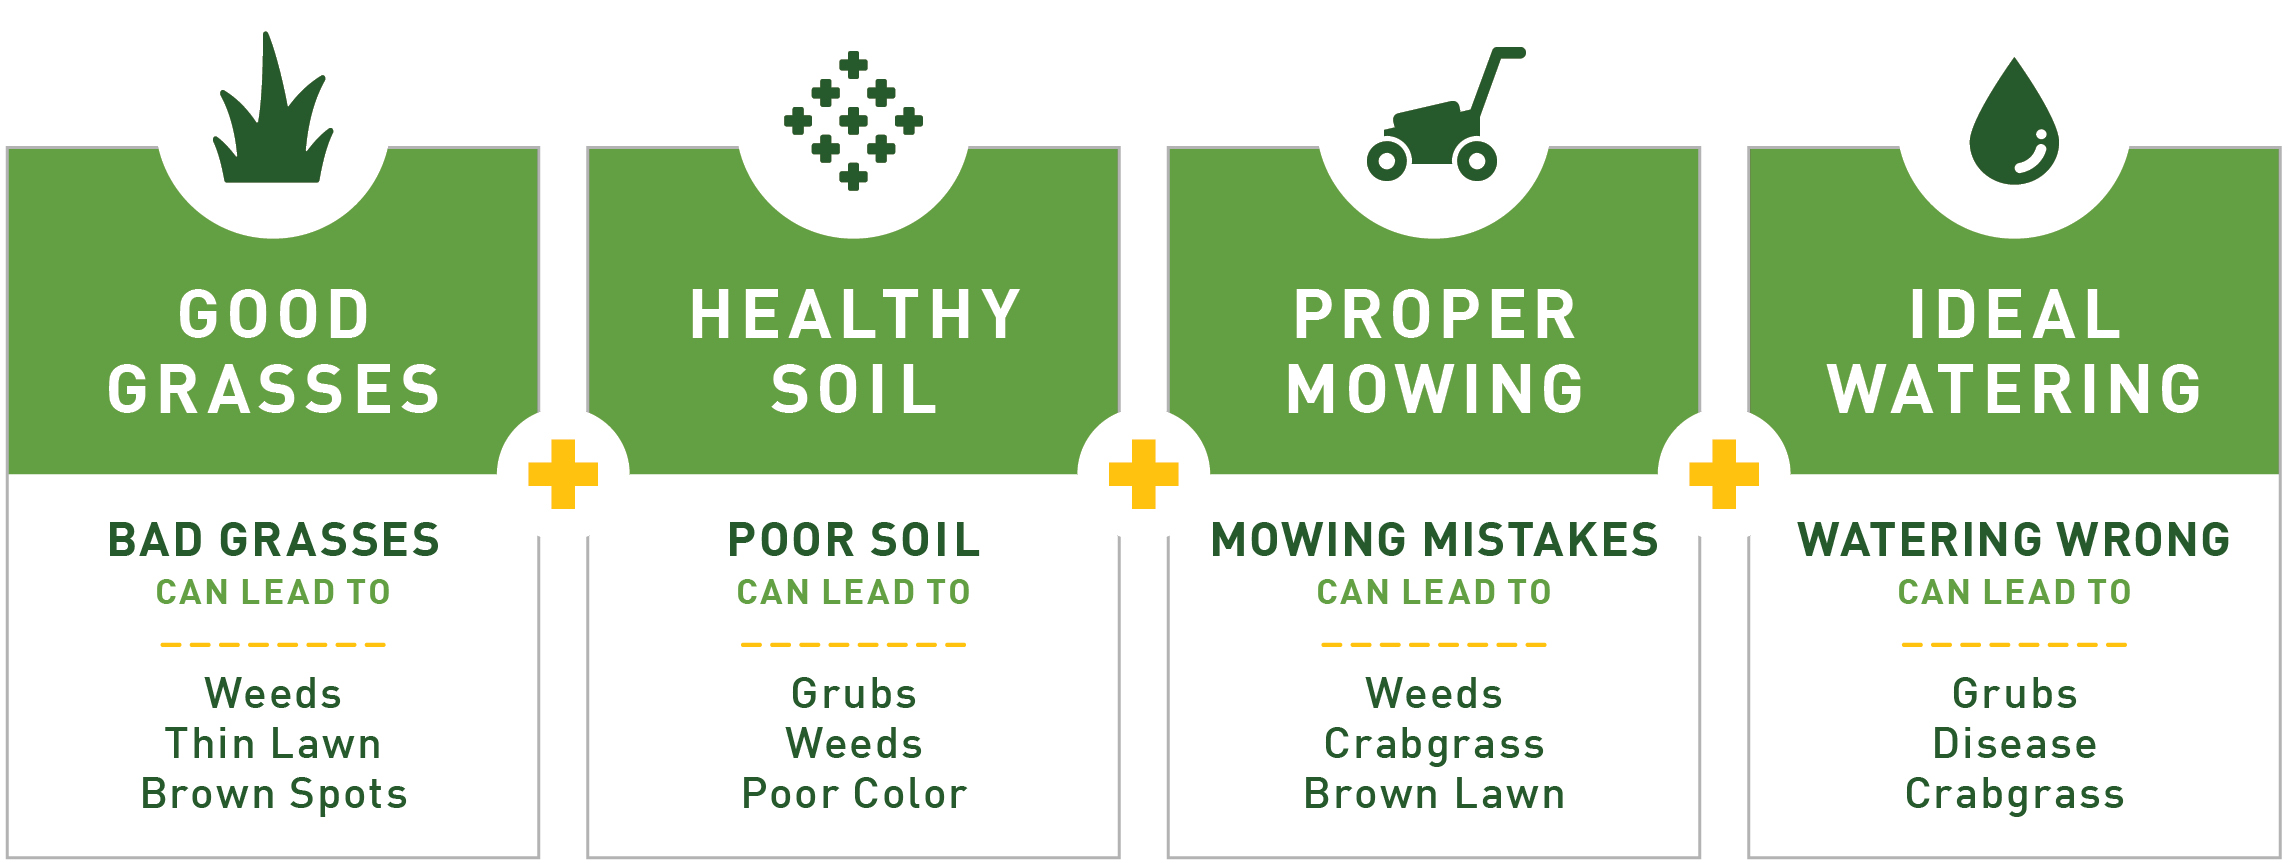 GOOD
GRASSES
BAD GRASSES
CAN LEAD TO
Weeds
Thin Lawn
Brown Spots
HEALTHY
SOIL
POOR SOIL
CAN LEAD TO
Grubs
Weeds
Poor Color
PROPER
MOWING
MOWING MISTAKES
CAN LEAD TO
Weeds
Crabgrass
Brown Lawn
IDEAL
WATERING
WATERING WRONG
CAN LEAD TO
Grubs
Disease
Crabgrass